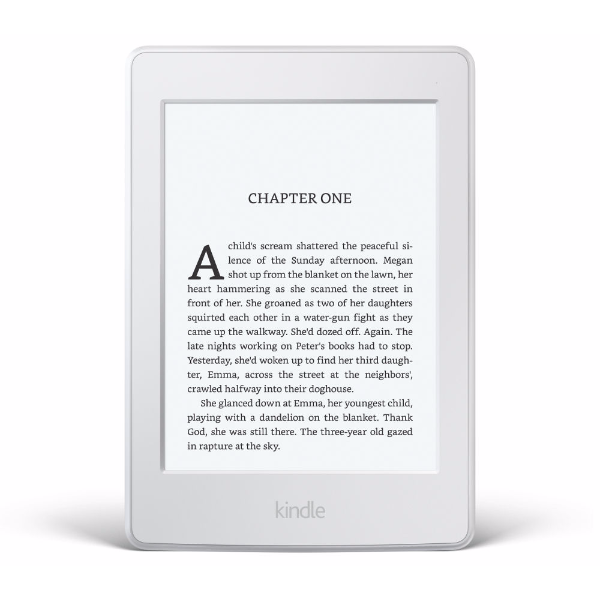 CHAPTER ONE
A child's scream shattered the peaceful si-
lence of the Sunday afternoon. Megan
shot up from the blanket on the lawn, her
heart hammering as she scanned the street in
front of her. She groaned as two of her daughters
squirted each other in a water-gun fight as they
came up the walkway. She'd dozed off. Again. The
late nights working on Peter's books had to stop.
Yesterday, she'd woken up to find her third daugh-
ter, Emma, across the street at the neighbors',
crawled halfway into their doghouse.
She glanced down at Emma, her youngest child,
playing with a dandelion on the blanket. Thank
God, she was still there. The three-year old gazed
in rapture at the sky.
kindle